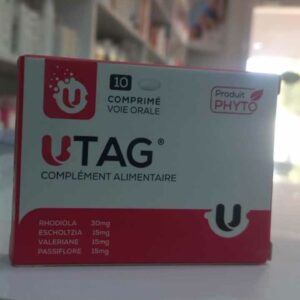 U
10
COMPRIMÉ
VOIE ORALE
Produit
PHYTO
UTAG®
COMPLÉMENT ALIMENTAIRE
RHODIOLA 30mg
ESCHOLTZIA 15mg
VALERIANE 15mg
PASSIFLORE 15mg
U